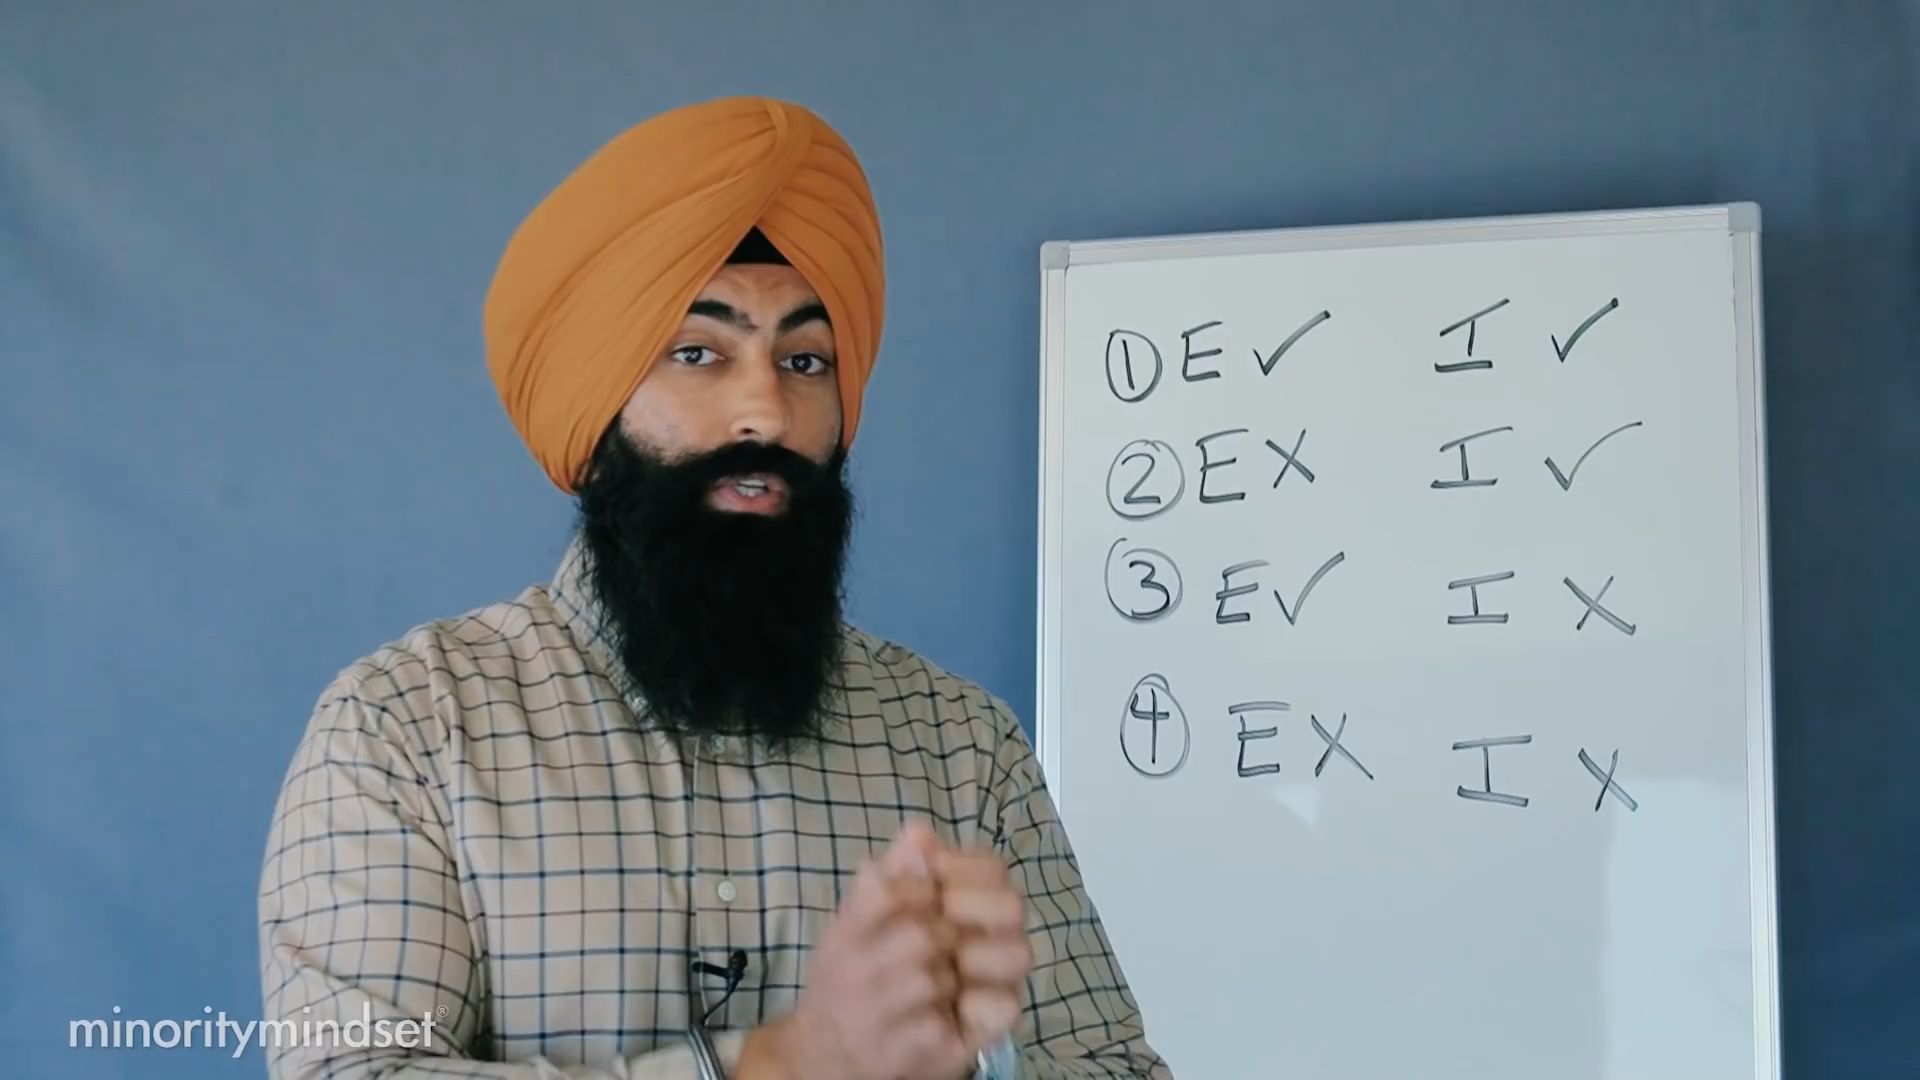 ① E ✓ I ✓
② E X I ✓
③ E ✓ I X
④ E X I X
minoritymindset®